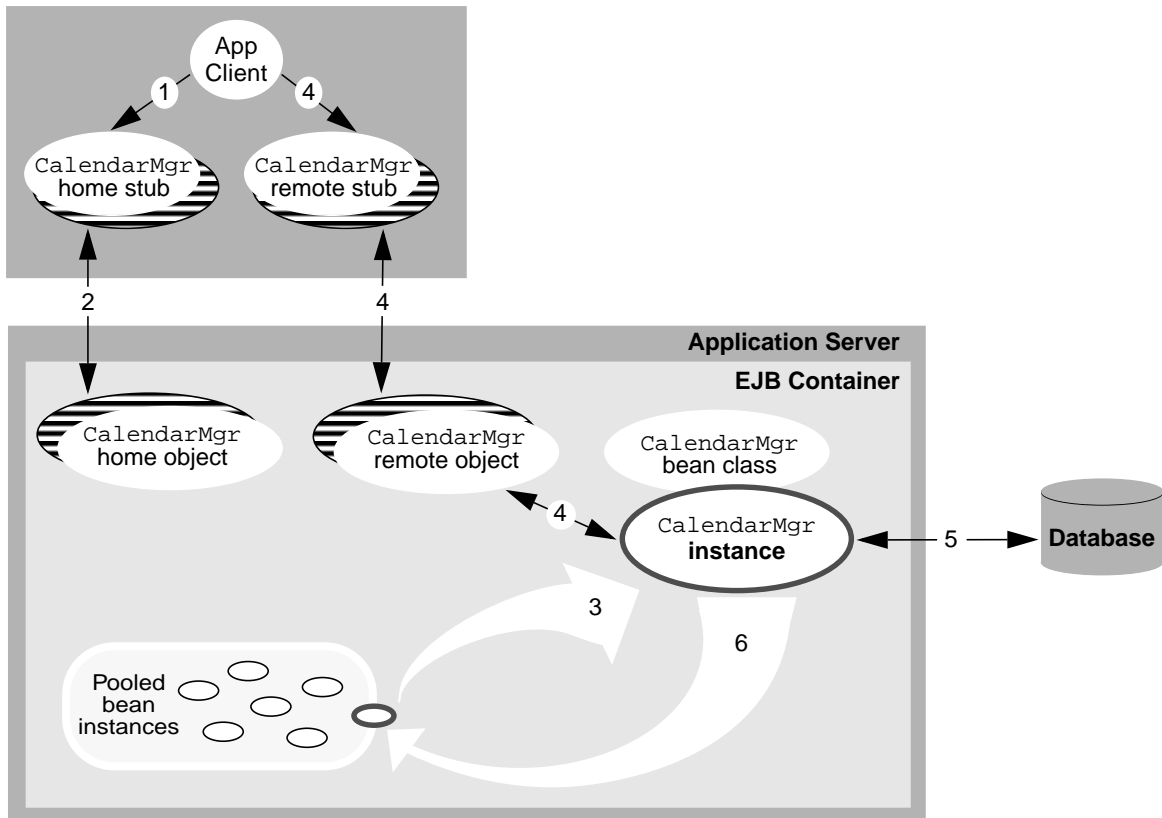 App
Client
1
4
CalendarMgr
home stub
CalendarMgr
remote stub
2
4
Application Server
EJB Container
CalendarMgr
home object
CalendarMgr
remote object
CalendarMgr
bean class
4
CalendarMgr
instance
5
Database
3
6
Pooled
bean
instances